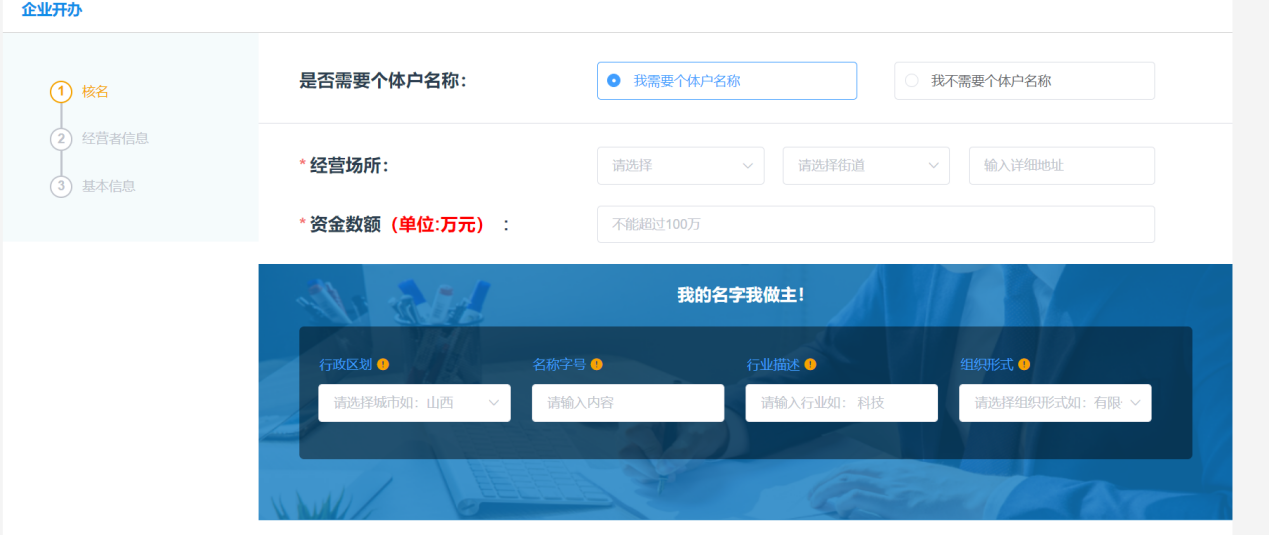 企业开办
1 核名
2 经营者信息
3 基本信息
是否需要个体户名称： 我需要个体户名称 我不需要个体户名称
*经营场所： 请选择 请选择街道 输入详细地址
*资金数额（单位:万元）： 不能超过100万
我的名字我做主！
行政区划 ! 名称字号 ! 行业描述 ! 组织形式 !
请选择城市如：山西 请输入内容 请输入行业如： 科技 请选择组织形式如：有限